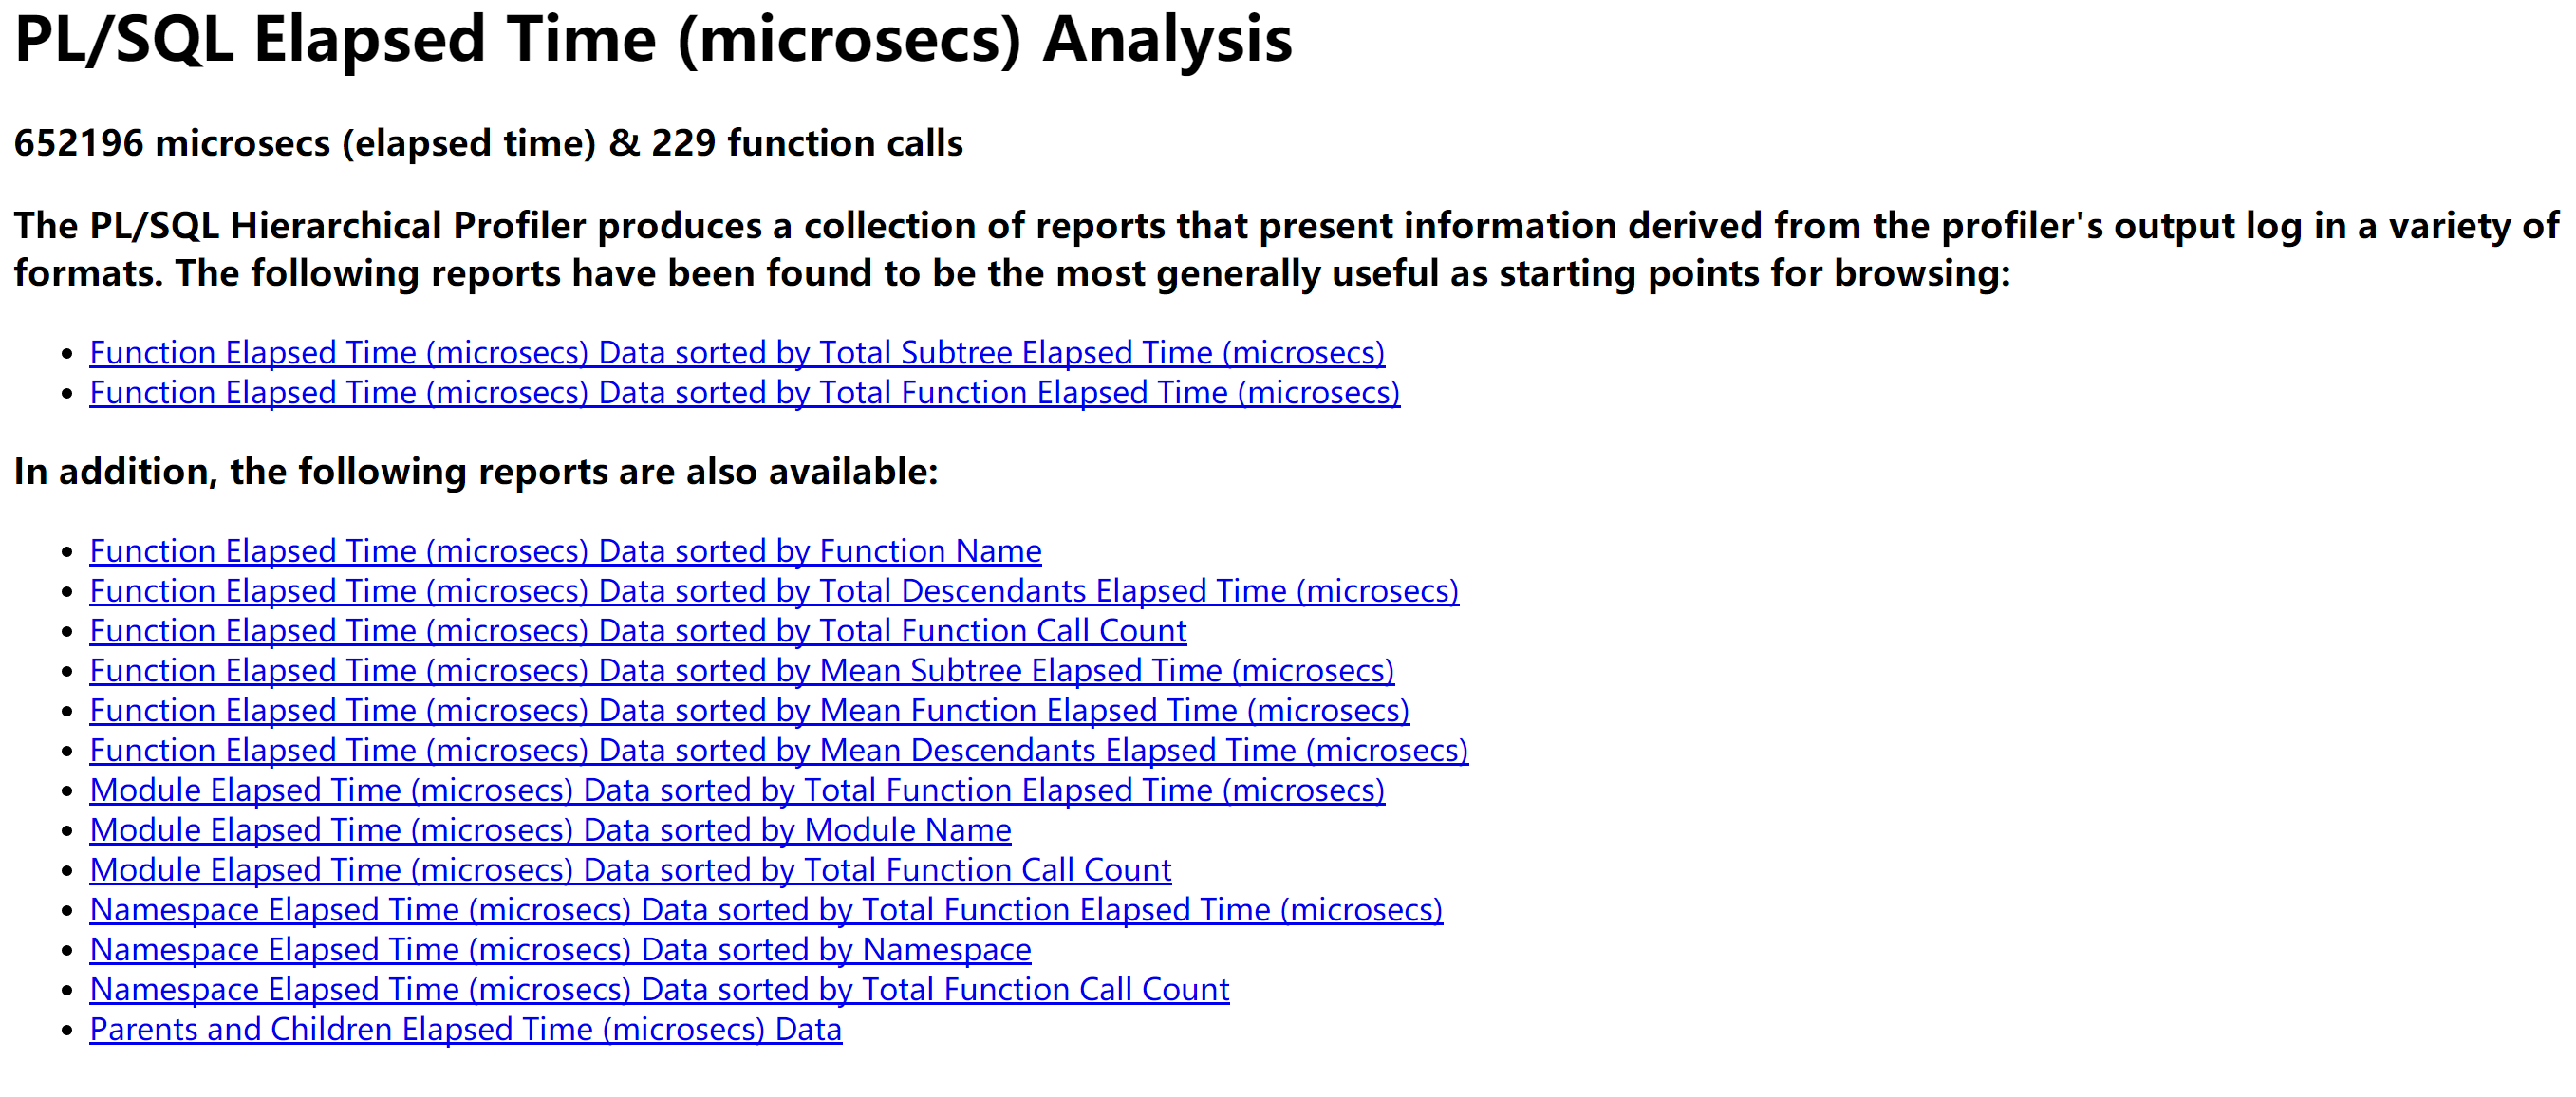 PL/SQL Elapsed Time (microsecs) Analysis
652196 microsecs (elapsed time) & 229 function calls
The PL/SQL Hierarchical Profiler produces a collection of reports that present information derived from the profiler's output log in a variety of
formats. The following reports have been found to be the most generally useful as starting points for browsing:
• Function Elapsed Time (microsecs) Data sorted by Total Subtree Elapsed Time (microsecs)
• Function Elapsed Time (microsecs) Data sorted by Total Function Elapsed Time (microsecs)
In addition, the following reports are also available:
• Function Elapsed Time (microsecs) Data sorted by Function Name
• Function Elapsed Time (microsecs) Data sorted by Total Descendants Elapsed Time (microsecs)
• Function Elapsed Time (microsecs) Data sorted by Total Function Call Count
• Function Elapsed Time (microsecs) Data sorted by Mean Subtree Elapsed Time (microsecs)
• Function Elapsed Time (microsecs) Data sorted by Mean Function Elapsed Time (microsecs)
• Function Elapsed Time (microsecs) Data sorted by Mean Descendants Elapsed Time (microsecs)
• Module Elapsed Time (microsecs) Data sorted by Total Function Elapsed Time (microsecs)
• Module Elapsed Time (microsecs) Data sorted by Module Name
• Module Elapsed Time (microsecs) Data sorted by Total Function Call Count
• Namespace Elapsed Time (microsecs) Data sorted by Total Function Elapsed Time (microsecs)
• Namespace Elapsed Time (microsecs) Data sorted by Namespace
• Namespace Elapsed Time (microsecs) Data sorted by Total Function Call Count
• Parents and Children Elapsed Time (microsecs) Data